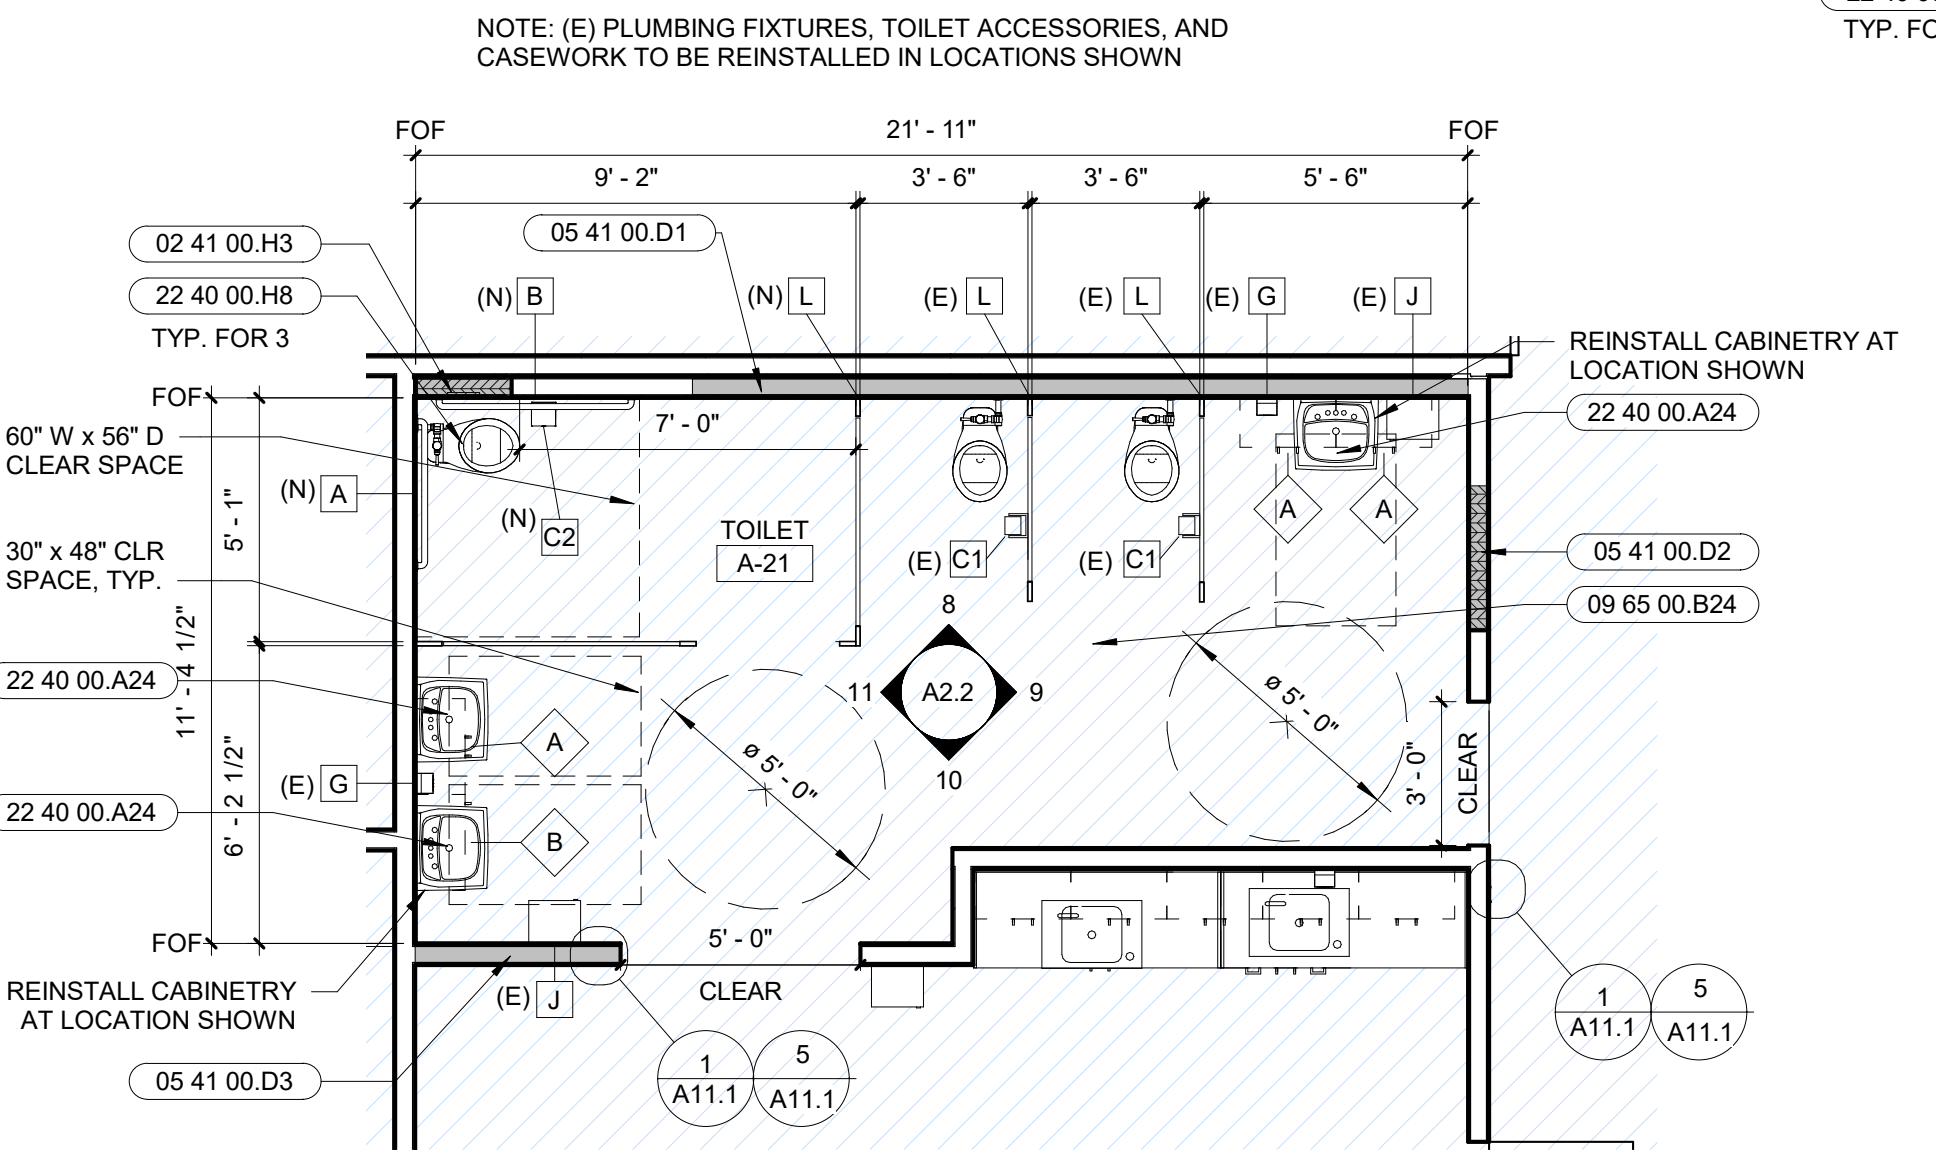 NOTE: (E) PLUMBING FIXTURES, TOILET ACCESSORIES, AND
CASEWORK TO BE REINSTALLED IN LOCATIONS SHOWN
TYP. FO
FOF
21' - 11"
FOF
9' - 2"
3' - 6"
3' - 6"
5' - 6"
02 41 00.H3
05 41 00.D1
22 40 00.H8
TYP. FOR 3
(N) B
(N) L
(E) L
(E) L
(E) G
(E) J
REINSTALL CABINETRY AT
LOCATION SHOWN
FOF
7' - 0"
22 40 00.A24
60" W x 56" D
CLEAR SPACE
(N) A
5' - 1"
(N) C2
TOILET
A-21
A
A
(E) C1
(E) C1
30" x 48" CLR
SPACE, TYP.
05 41 00.D2
09 65 00.B24
11' - 4 1/2"
8
11
A2.2
9
10
22 40 00.A24
A
ø 5' - 0"
ø 5' - 0"
3' - 0"
CLEAR
(E) G
22 40 00.A24
6' - 2 1/2"
B
FOF
5' - 0"
CLEAR
REINSTALL CABINETRY
AT LOCATION SHOWN
(E) J
05 41 00.D3
1
A11.1
5
A11.1
1
A11.1
5
A11.1